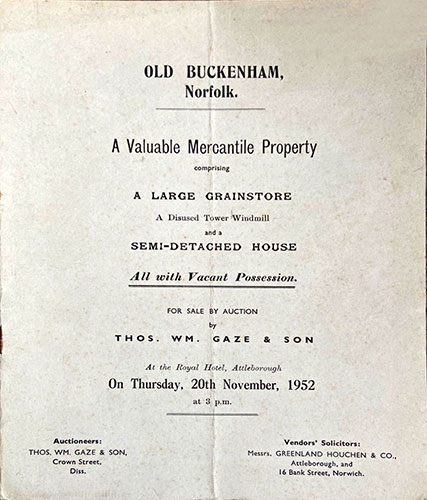 OLD BUCKENHAM,
Norfolk.
A Valuable Mercantile Property
comprising
A LARGE GRAINSTORE
A Disused Tower Windmill
and a
SEMI-DETACHED HOUSE
All with Vacant Possession.
FOR SALE BY AUCTION
by
THOS. WM. GAZE & SON
At the Royal Hotel, Attleborough
On Thursday, 20th November, 1952
at 3 p.m.
Auctioneers:
THOS. WM. GAZE & SON,
Crown Street,
Diss.
Vendors' Solicitors:
Messrs. GREENLAND HOUCHEN & CO.,
Attleborough, and
16 Bank Street, Norwich.